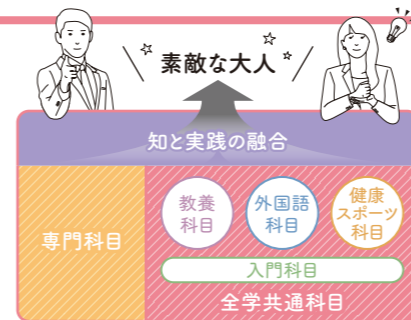 素敵な大人
知と実践の融合
専門科目
教養
科目
外国語
科目
健康
スポーツ
科目
入門科目
全学共通科目